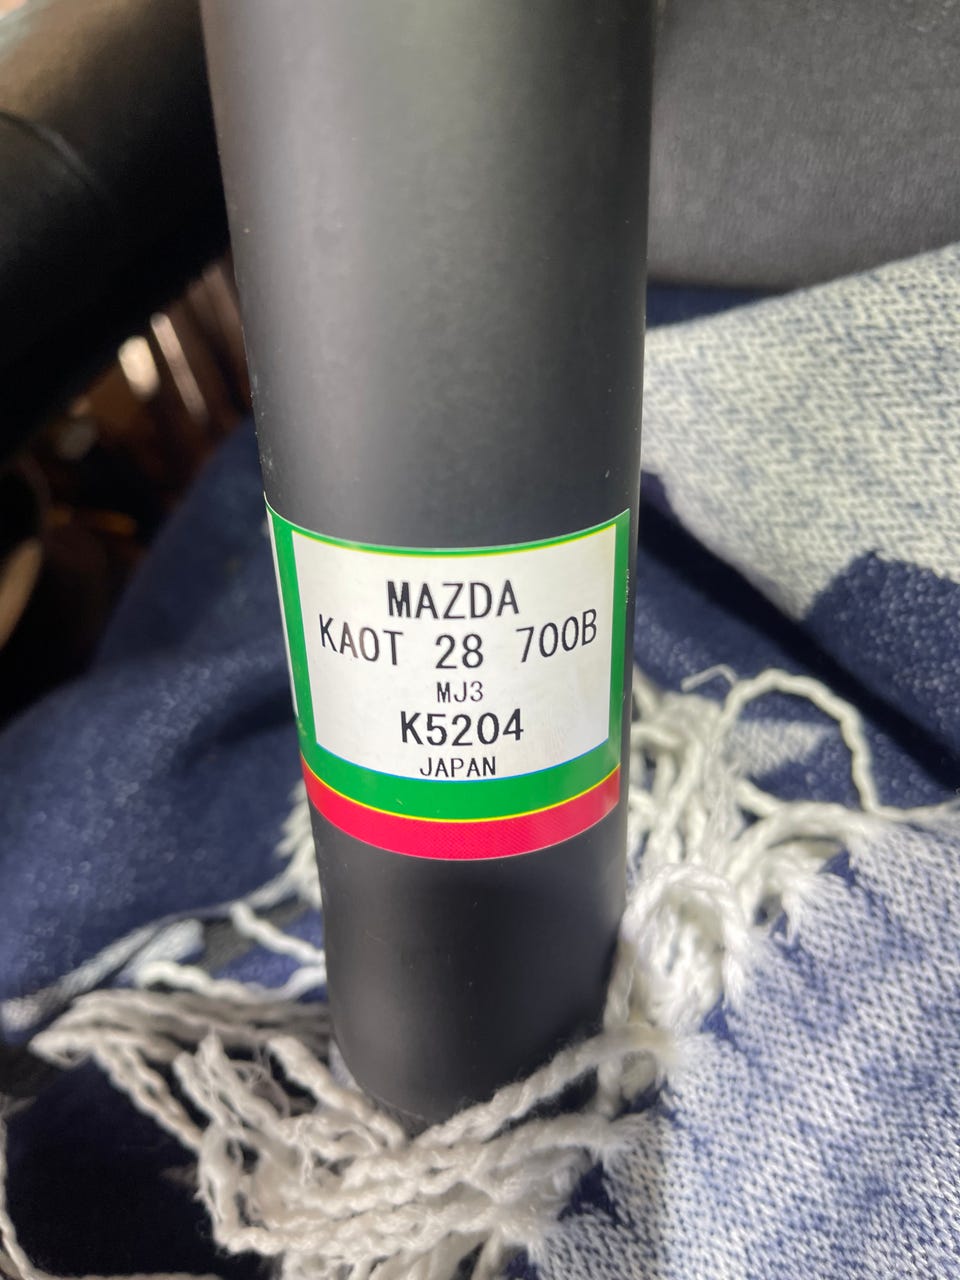 MAZDA
KAOT 28 700B
MJ3
K5204
JAPAN